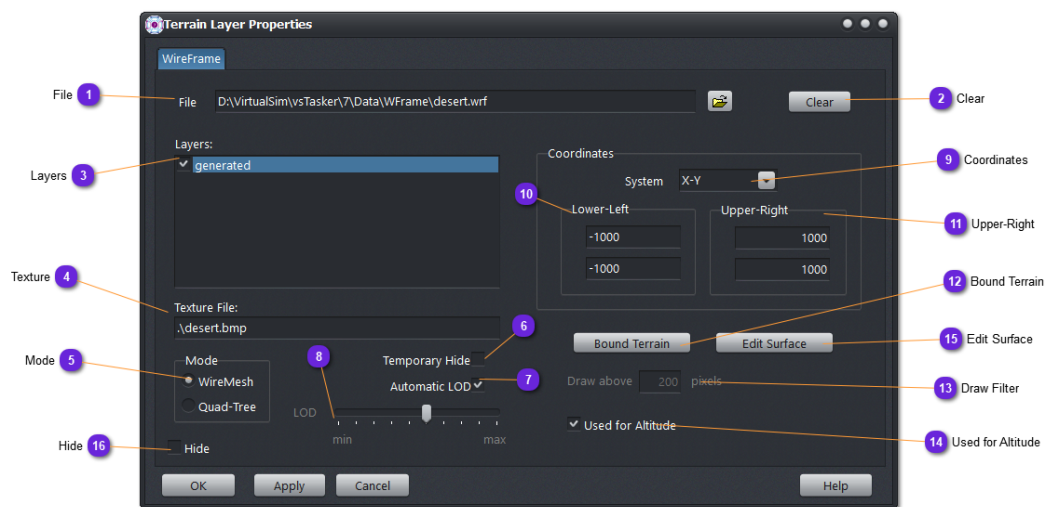 Terrain Layer Properties
WireFrame
File 1
File D:\VirtualSim\vsTasker\7\Data\WFrame\desert.wrf
Clear
2 Clear
Layers:
generated
Layers 3
Coordinates
System X-Y
9 Coordinates
10
Lower-Left
Upper-Right
11 Upper-Right
-1000
1000
-1000
1000
Texture 4
12 Bound Terrain
Texture File:
.\desert.bmp
6
Bound Terrain
Edit Surface
15 Edit Surface
Mode 5
Mode
WireMesh
Quad-Tree
8
Temporary Hide
Automatic LOD
7
Draw above 200 pixels
13 Draw Filter
LOD
min
max
Used for Altitude
14 Used for Altitude
Hide 16
Hide
OK
Apply
Cancel
Help